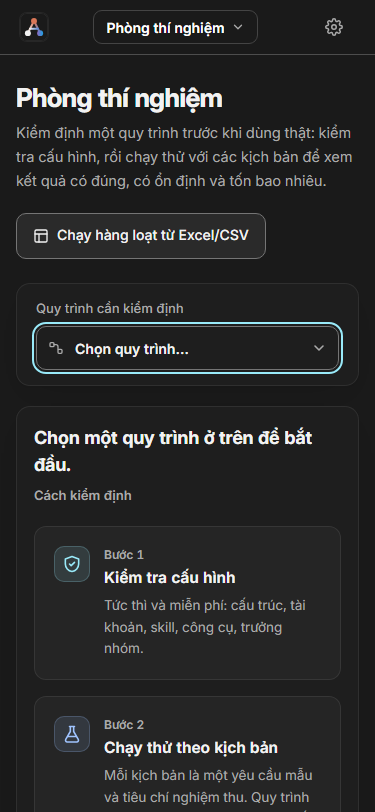 Phòng thí nghiệm
Phòng thí nghiệm
Kiểm định một quy trình trước khi dùng thật: kiểm
tra cấu hình, rồi chạy thử với các kịch bản để xem
kết quả có đúng, có ổn định và tốn bao nhiêu.
Chạy hàng loạt từ Excel/CSV
Quy trình cần kiểm định
Chọn quy trình...
Chọn một quy trình ở trên để bắt
đầu.
Cách kiểm định
Bước 1
Kiểm tra cấu hình
Tức thì và miễn phí: cấu trúc, tài
khoản, skill, công cụ, trưởng
nhóm.
Bước 2
Chạy thử theo kịch bản
Mỗi kịch bản là một yêu cầu mẫu
và tiêu chí nghiệm thu. Quy trình